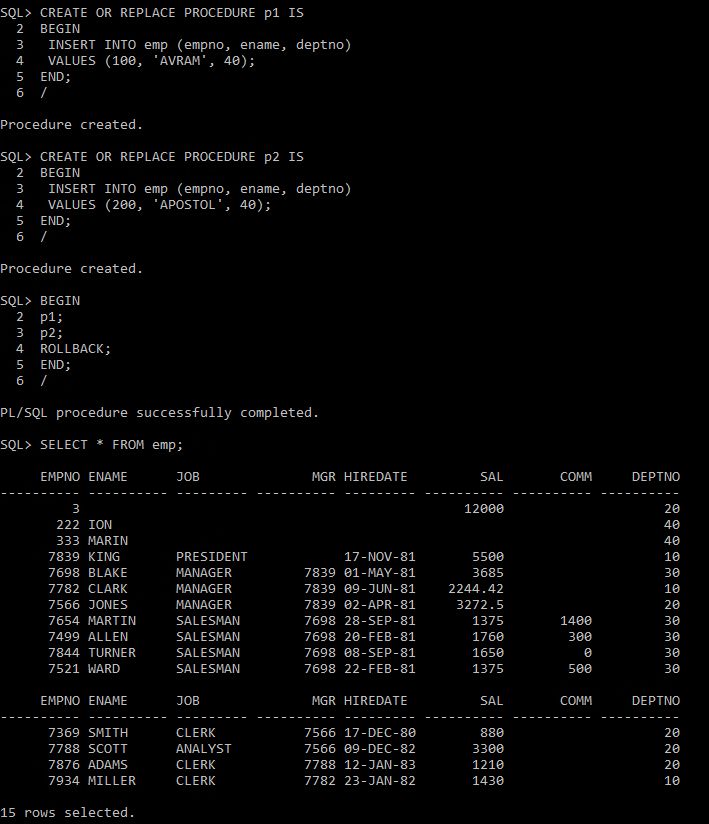 SQL> CREATE OR REPLACE PROCEDURE p1 IS
  2  BEGIN
  3   INSERT INTO emp (empno, ename, deptno)
  4   VALUES (100, 'AVRAM', 40);
  5  END;
  6  /
Procedure created.
SQL> CREATE OR REPLACE PROCEDURE p2 IS
  2  BEGIN
  3   INSERT INTO emp (empno, ename, deptno)
  4   VALUES (200, 'APOSTOL', 40);
  5  END;
  6  /
Procedure created.
SQL> BEGIN
  2  p1;
  3  p2;
  4  ROLLBACK;
  5  END;
  6  /
PL/SQL procedure successfully completed.
SQL> SELECT * FROM emp;
     EMPNO ENAME      JOB              MGR HIREDATE         SAL       COMM     DEPTNO
---------- ---------- --------- ---------- --------- ---------- ---------- ----------
         3                                                12000                    20
       222 ION                                                                     40
       333 MARIN                                                                   40
      7839 KING       PRESIDENT            17-NOV-81       5500                    10
      7698 BLAKE      MANAGER         7839 01-MAY-81       3685                    30
      7782 CLARK      MANAGER         7839 09-JUN-81    2244.42                    10
      7566 JONES      MANAGER         7839 02-APR-81     3272.5                    20
      7654 MARTIN     SALESMAN        7698 28-SEP-81       1375       1400         30
      7499 ALLEN      SALESMAN        7698 20-FEB-81       1760        300         30
      7844 TURNER     SALESMAN        7698 08-SEP-81       1650          0         30
      7521 WARD       SALESMAN        7698 22-FEB-81       1375        500         30
     EMPNO ENAME      JOB              MGR HIREDATE         SAL       COMM     DEPTNO
---------- ---------- --------- ---------- --------- ---------- ---------- ----------
      7369 SMITH      CLERK           7566 17-DEC-80        880                    20
      7788 SCOTT      ANALYST         7566 09-DEC-82       3300                    20
      7876 ADAMS      CLERK           7788 12-JAN-83       1210                    20
      7934 MILLER     CLERK           7782 23-JAN-82       1430                    10
15 rows selected.